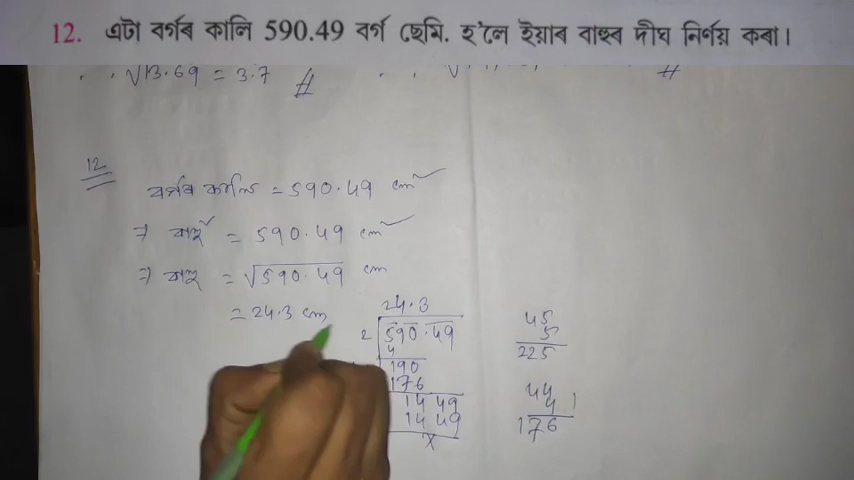 12. এটা বৰ্গৰ কালি 590.49 বৰ্গ ছেমি. হ'লে ইয়াৰ বাহুৰ দীঘ নিৰ্ণয় কৰা।
√13.69 = 3.7
12
বৰ্গৰ কালি = 590.49 cm²
⇒ বাহু² = 590.49 cm²
⇒ বাহু = √590.49 cm
= 24.3 cm
24.3
2 590.49
4
190
176
1449
1449
×
45
5
225
44
4
176